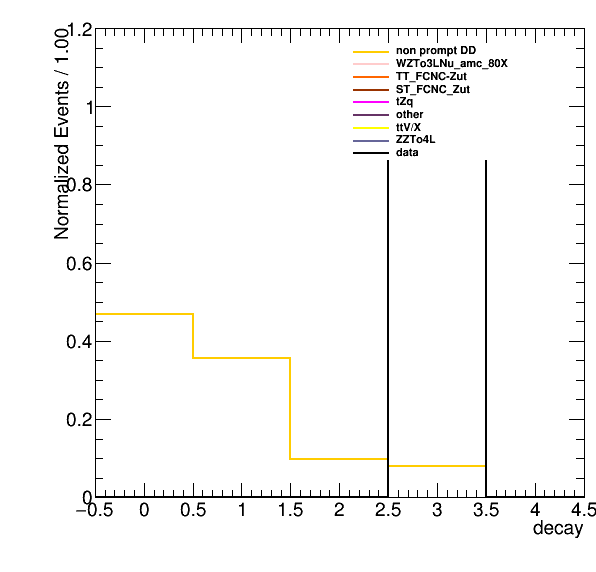 Normalized Events / 1.00
1.2
1
0.8
0.6
0.4
0.2
0
non prompt DD
WZTo3LNu_amc_80X
TT_FCNC-Zut
ST_FCNC_Zut
tZq
other
ttV/X
ZZTo4L
data
−0.5 0 0.5 1 1.5 2 2.5 3 3.5 4 4.5
decay